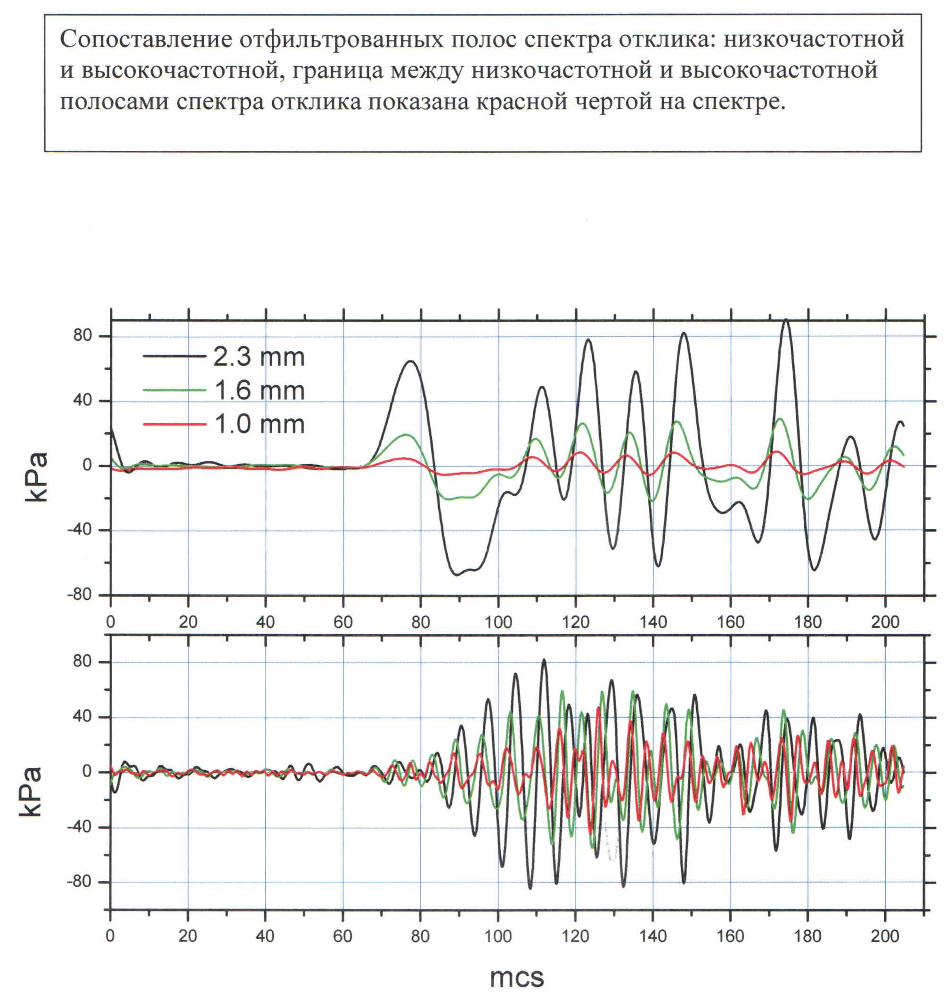 Сопоставление отфильтрованных полос спектра отклика: низкочастотной
и высокочастотной, граница между низкочастотной и высокочастотной
полосами спектра отклика показана красной чертой на спектре.
80
40
0
-40
-80
kPa
2.3 mm
1.6 mm
1.0 mm
0 20 40 60 80 100 120 140 160 180 200
80
40
0
-40
-80
kPa
0 20 40 60 80 100 120 140 160 180 200
mcs